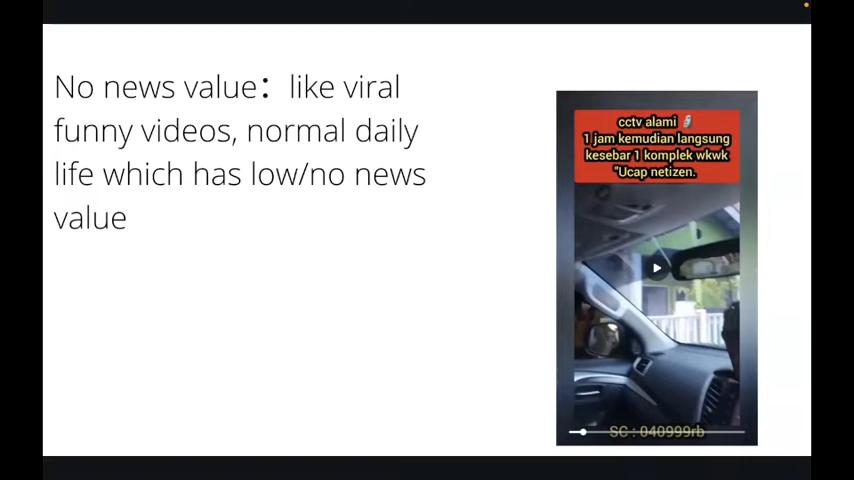 No news value：like viral
funny videos, normal daily
life which has low/no news
value
cctv alami
1 jam kemudian langsung
kesebar 1 komplek wkwk
"Ucap netizen.
SC : 040999rb